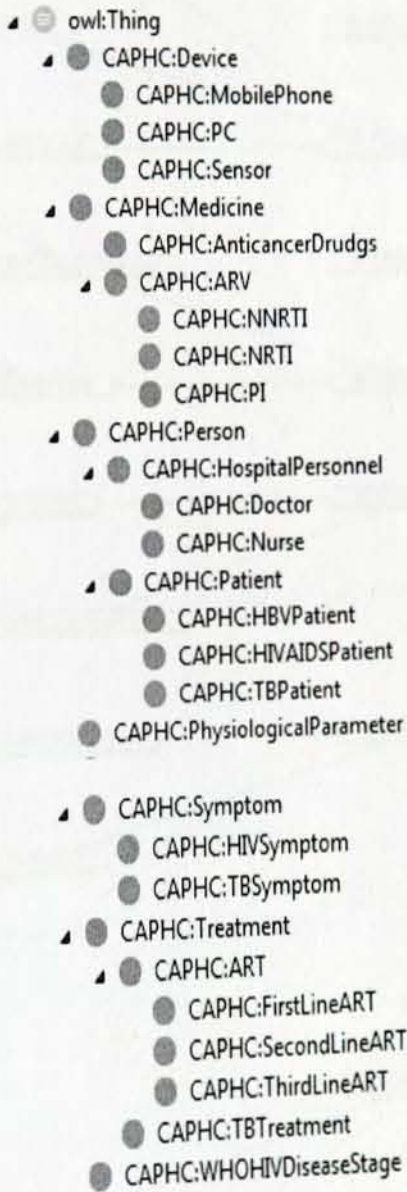 owl:Thing
CAPHC:Device
CAPHC:MobilePhone
CAPHC:PC
CAPHC:Sensor
CAPHC:Medicine
CAPHC:AnticancerDrudgs
CAPHC:ARV
CAPHC:NNRTI
CAPHC:NRTI
CAPHC:PI
CAPHC:Person
CAPHC:HospitalPersonnel
CAPHC:Doctor
CAPHC:Nurse
CAPHC:Patient
CAPHC:HBVPatient
CAPHC:HIVAIDSPatient
CAPHC:TBPatient
CAPHC:PhysiologicalParameter
CAPHC:Symptom
CAPHC:HIVSymptom
CAPHC:TBSymptom
CAPHC:Treatment
CAPHC:ART
CAPHC:FirstLineART
CAPHC:SecondLineART
CAPHC:ThirdLineART
CAPHC:TBTreatment
CAPHC:WHOHIVDiseaseStage